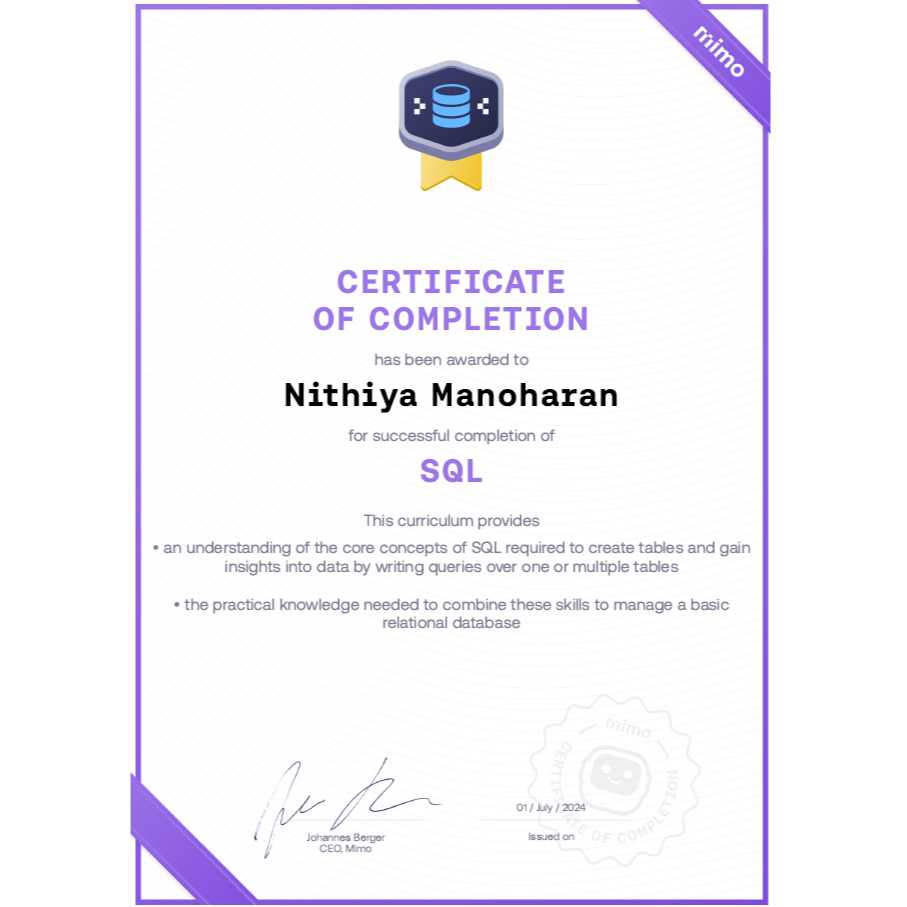 mimo
CERTIFICATE
OF COMPLETION
has been awarded to
Nithiya Manoharan
for successful completion of
SQL
This curriculum provides
• an understanding of the core concepts of SQL required to create tables and gain
insights into data by writing queries over one or multiple tables
• the practical knowledge needed to combine these skills to manage a basic
relational database
mimo
CERTIFICATE OF COMPLETION
01 / July / 2024
Johannes Berger
Issued on
CEO, Mimo